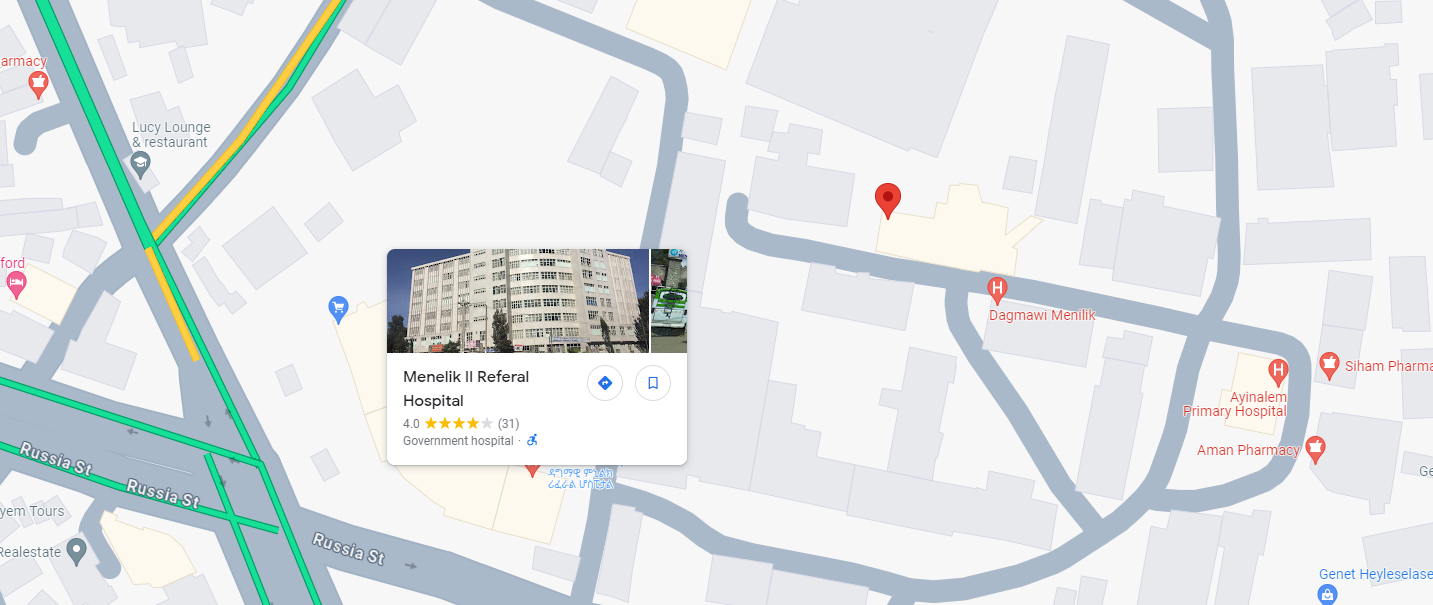 armacy
Lucy Lounge
& restaurant
ford
Menelik II Referal
Hospital
4.0 (31)
Government hospital ·
ዳግማዊ ምኒልክ
ሪፈራል ሆስፒታል
H
Dagmawi Menilik
H
Ayinalem
Primary Hospital
Siham Pharma
Aman Pharmacy
Ge
Russia St
Russia St
Russia St
yem Tours
Realestate
Genet Heyleselase